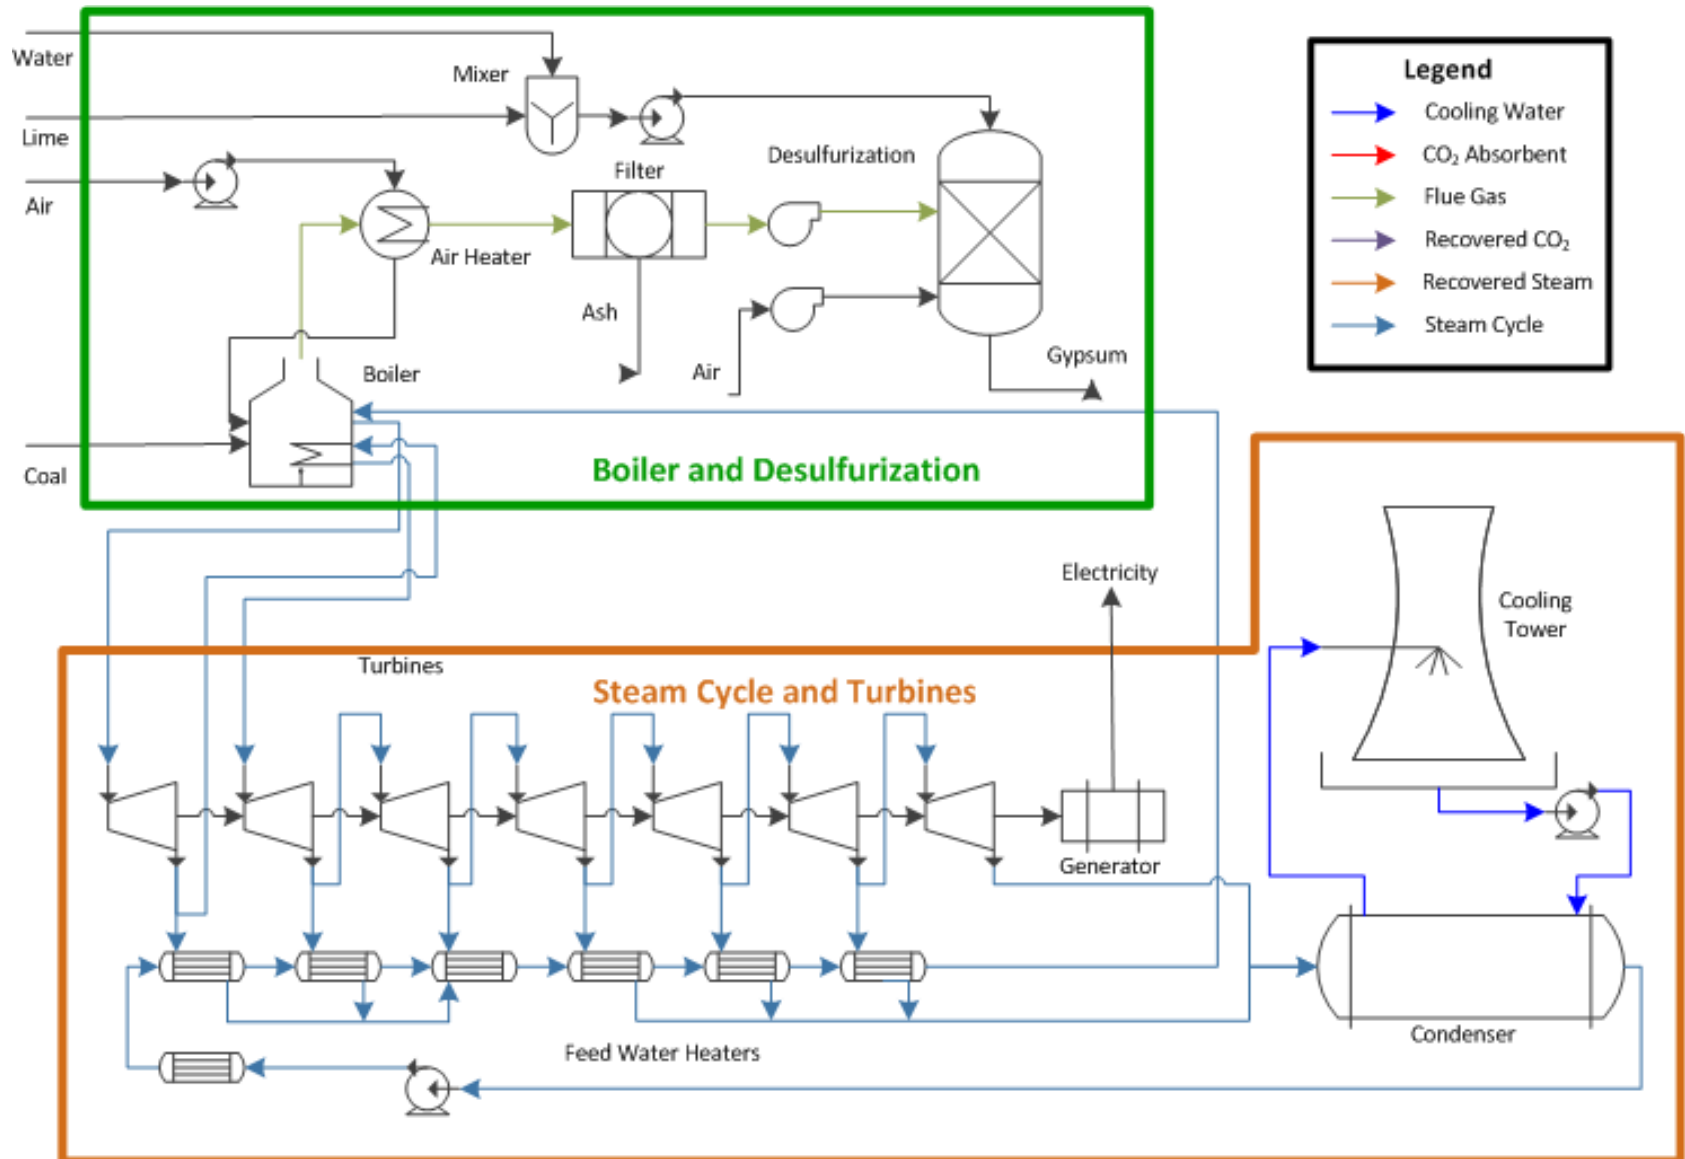 Water
Mixer
Lime
Air
Desulfurization
Filter
Air Heater
Ash
Air
Gypsum
Boiler
Coal
Boiler and Desulfurization
Legend
Cooling Water
CO₂ Absorbent
Flue Gas
Recovered CO₂
Recovered Steam
Steam Cycle
Electricity
Cooling
Tower
Turbines
Steam Cycle and Turbines
Generator
Condenser
Feed Water Heaters